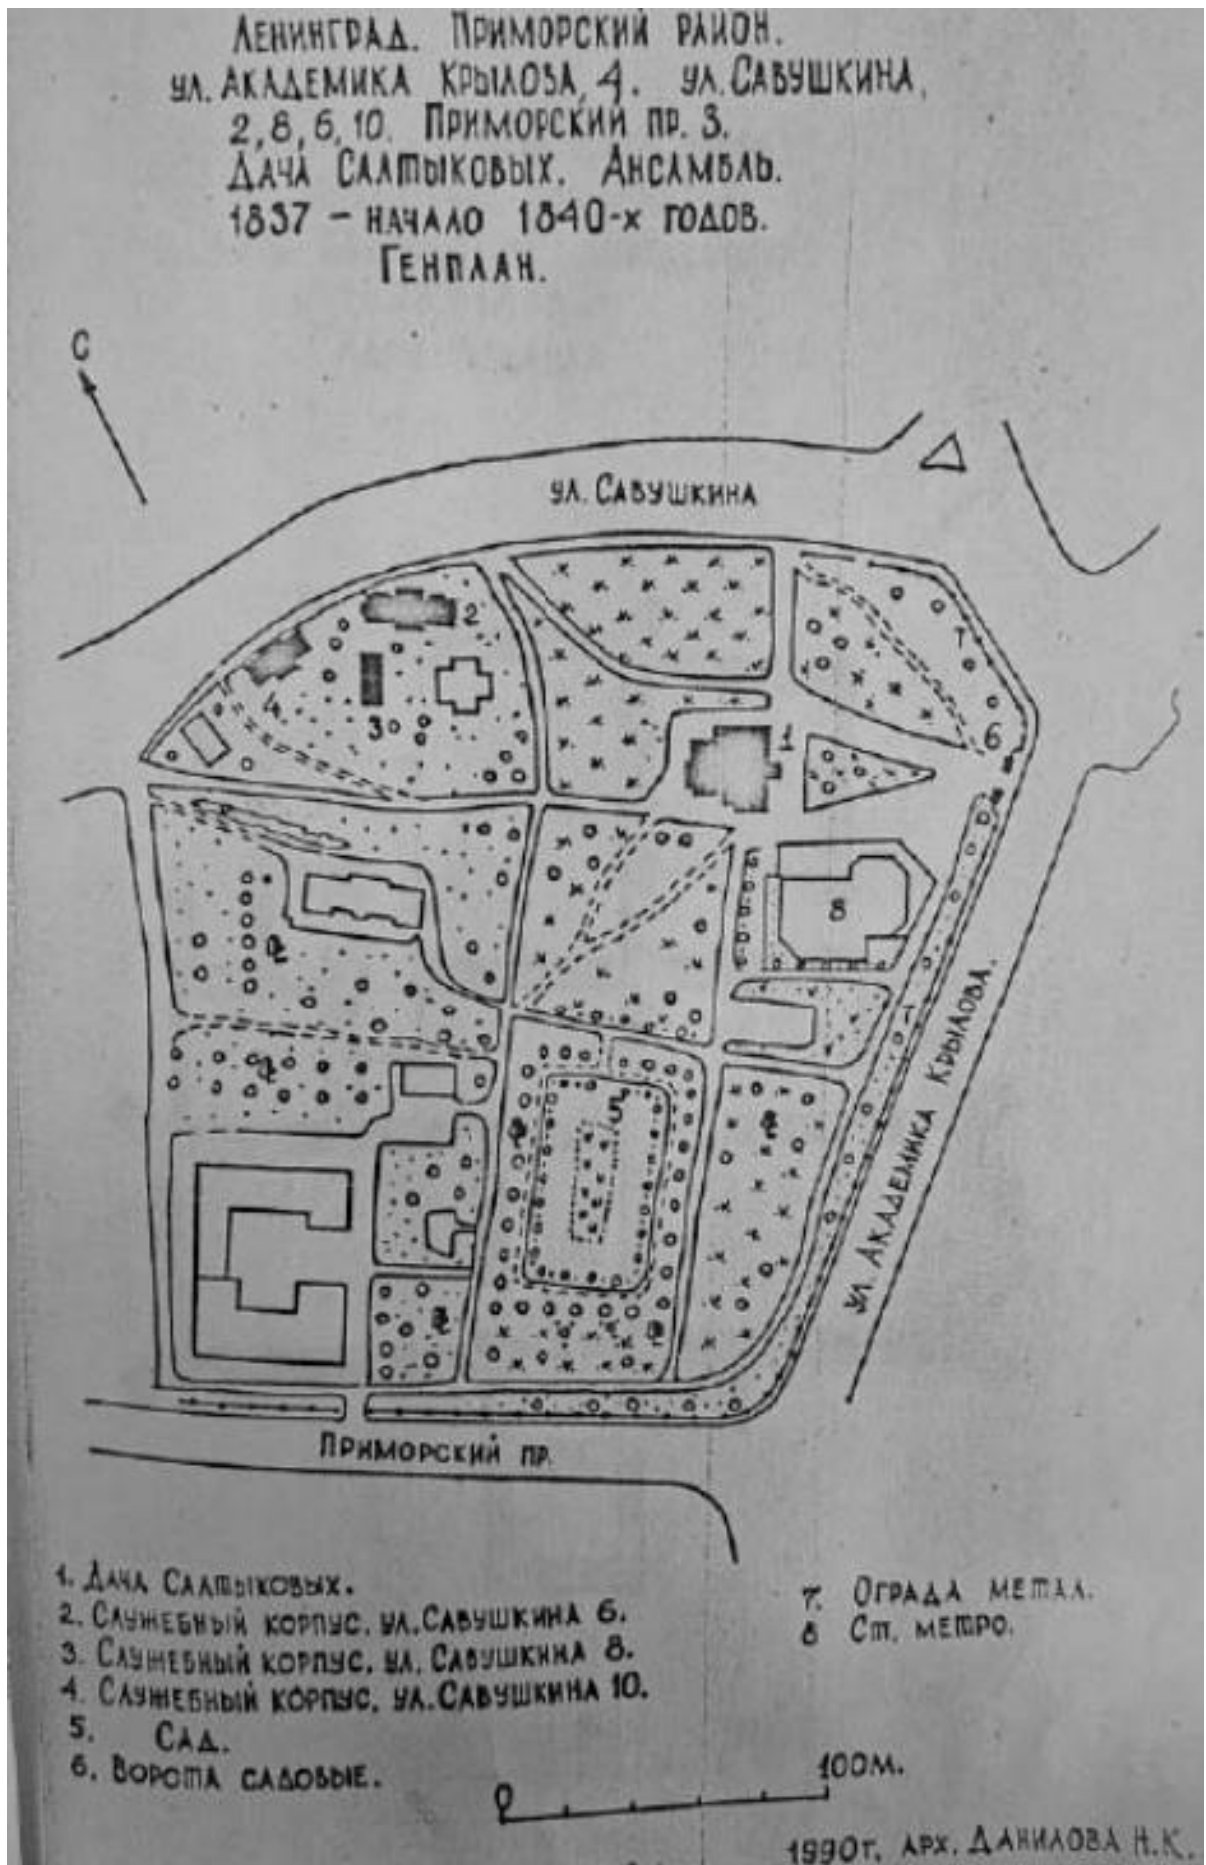 ЛЕНИНГРАД. ПРИМОРСКИЙ РАЙОН.
УЛ. АКАДЕМИКА КРЫЛОВА, 4. УЛ. САВУШКИНА,
2, 8, 6, 10. ПРИМОРСКИЙ ПР. 3.
ДАЧА САЛТЫКОВЫХ. АНСАМБЛЬ.
1837 – НАЧАЛО 1840-х ГОДОВ.
ГЕНПЛАН.
С
УЛ. САВУШКИНА
2
7
4
3
1
6
8
7
5
УЛ. АКАДЕМИКА КРЫЛОВА.
ПРИМОРСКИЙ ПР.
1. ДАЧА САЛТЫКОВЫХ.
2. СЛУЖЕБНЫЙ КОРПУС. УЛ. САВУШКИНА 6.
3. СЛУЖЕБНЫЙ КОРПУС. УЛ. САВУШКИНА 8.
4. СЛУЖЕБНЫЙ КОРПУС. УЛ. САВУШКИНА 10.
5. САД.
6. ВОРОТА САДОВЫЕ.
7. ОГРАДА МЕТАЛ.
8 СТ. МЕТРО.
0 100М.
1990г. АРХ. ДАНИЛОВА Н.К.